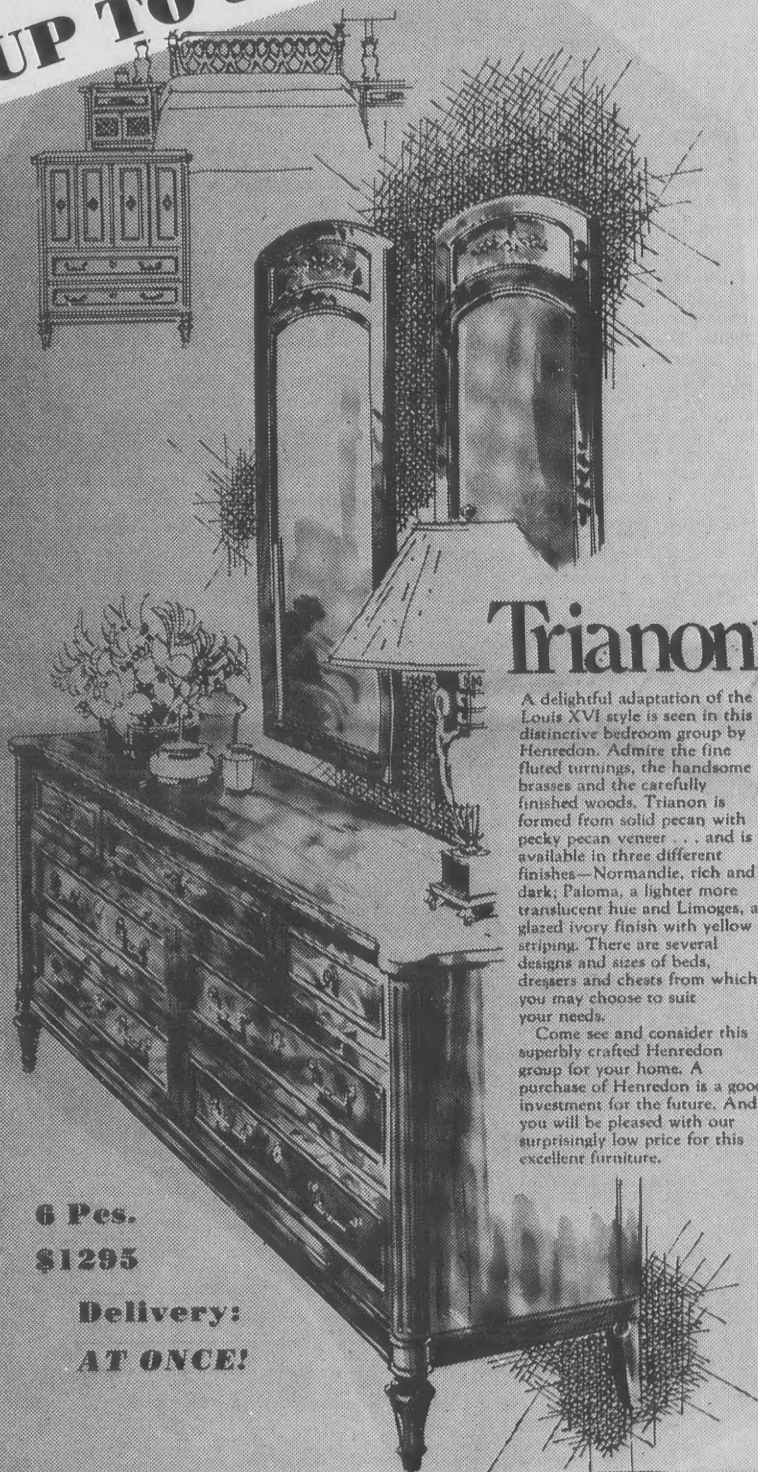 UP TO
Trianon
A delightful adaptation of the
Louis XVI style is seen in this
distinctive bedroom group by
Henredon. Admire the fine
fluted turnings, the handsome
brasses and the carefully
finished woods. Trianon is
formed from solid pecan with
pecky pecan veneer . . . and is
available in three different
finishes—Normandie, rich and
dark; Paloma, a lighter more
translucent hue and Limoges, a
glazed ivory finish with yellow
striping. There are several
designs and sizes of beds,
dressers and chests from which
you may choose to suit
your needs.
Come see and consider this
superbly crafted Henredon
group for your home. A
purchase of Henredon is a good
investment for the future. And
you will be pleased with our
surprisingly low price for this
excellent furniture.
6 Pcs.
$1295
Delivery:
AT ONCE!